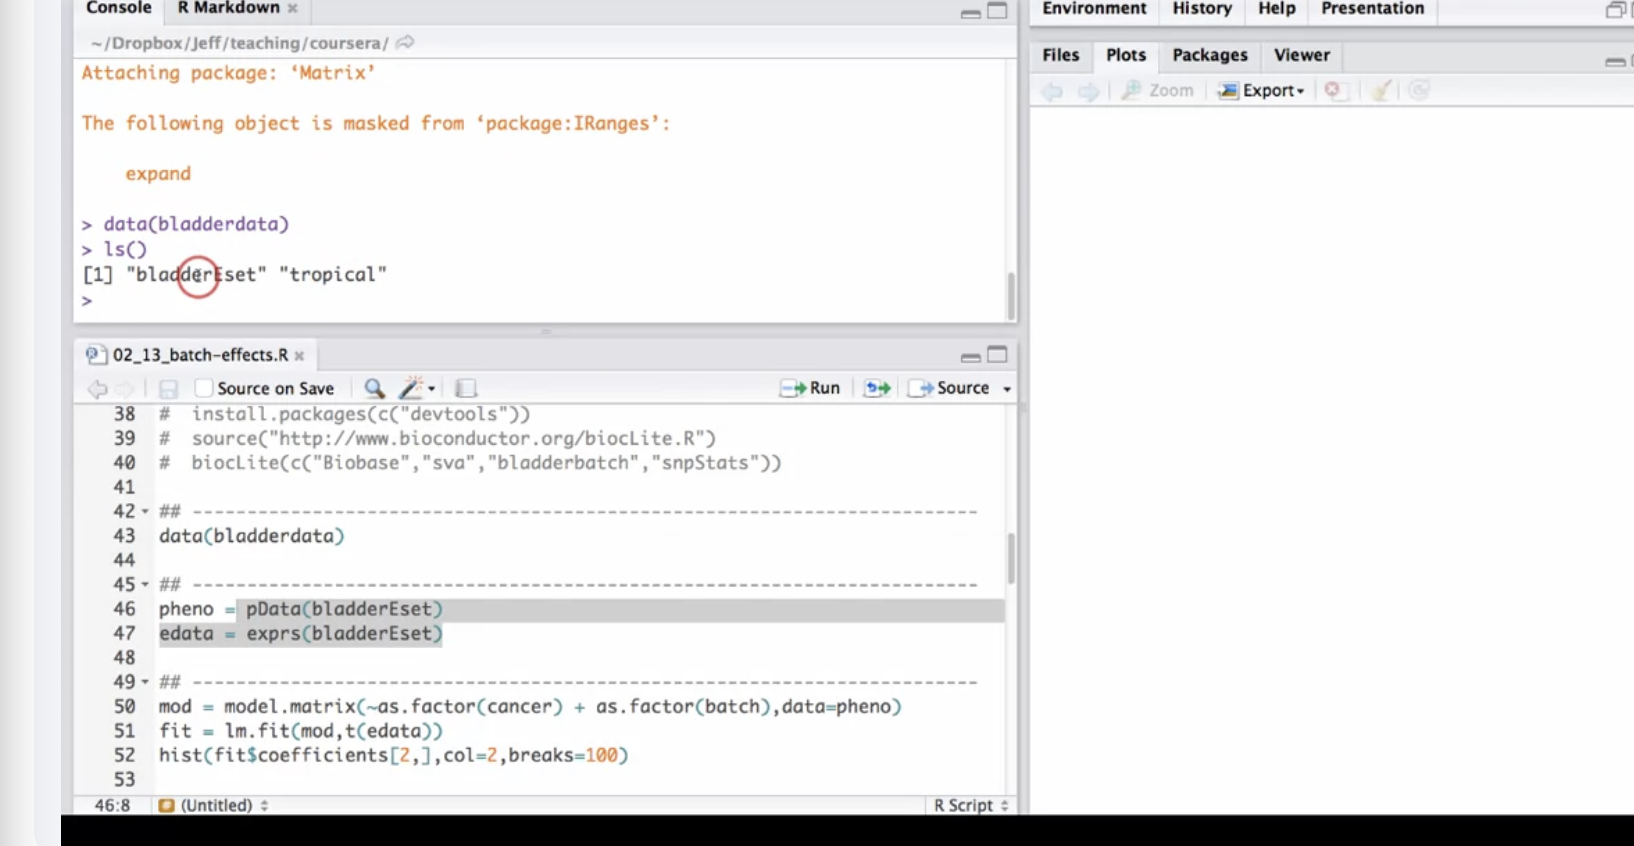 Console R Markdown
~/Dropbox/Jeff/teaching/coursera/
Attaching package: ‘Matrix’
The following object is masked from ‘package:IRanges’:
expand
> data(bladderdata)
> ls()
[1] "bladderEset" "tropical"
>
02_13_batch-effects.R
Source on Save Run Source
38 # install.packages(c("devtools"))
39 # source("http://www.bioconductor.org/biocLite.R")
40 # biocLite(c("Biobase","sva","bladderbatch","snpStats"))
41
42 ## ------------------------------------------------------------------------
43 data(bladderdata)
44
45 ## ------------------------------------------------------------------------
46 pheno = pData(bladderEset)
47 edata = exprs(bladderEset)
48
49 ## ------------------------------------------------------------------------
50 mod = model.matrix(~as.factor(cancer) + as.factor(batch),data=pheno)
51 fit = lm.fit(mod,t(edata))
52 hist(fit$coefficients[2,],col=2,breaks=100)
53
46:8 (Untitled) R Script
Environment History Help Presentation
Files Plots Packages Viewer
Zoom Export